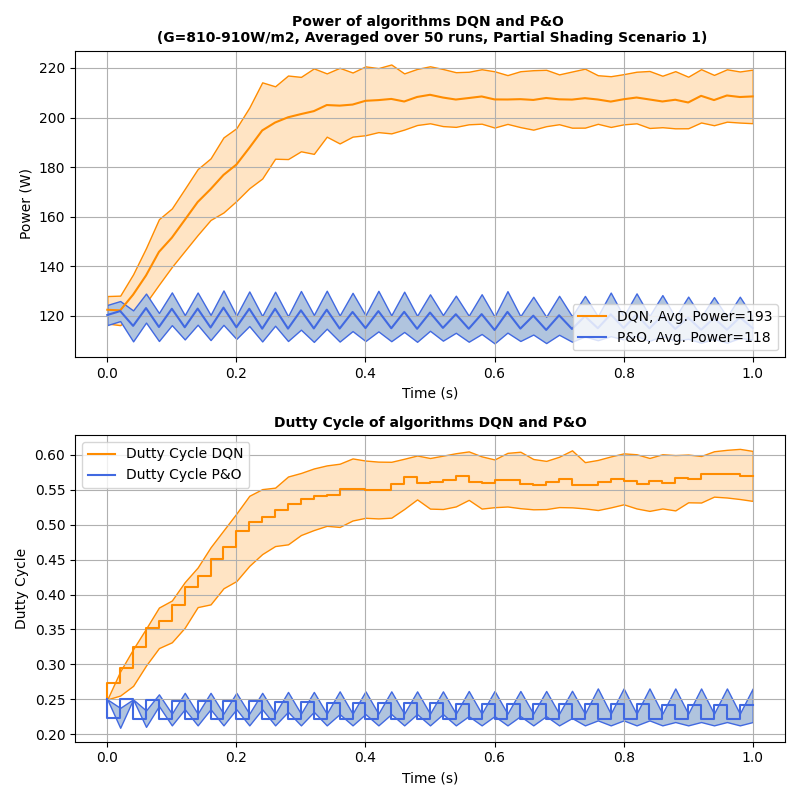 Power of algorithms DQN and P&O
(G=810-910W/m2, Averaged over 50 runs, Partial Shading Scenario 1)
Power (W)
220
200
180
160
140
120
DQN, Avg. Power=193
P&O, Avg. Power=118
0.0 0.2 0.4 0.6 0.8 1.0
Time (s)
Dutty Cycle of algorithms DQN and P&O
Dutty Cycle
0.60
0.55
0.50
0.45
0.40
0.35
0.30
0.25
0.20
Dutty Cycle DQN
Dutty Cycle P&O
0.0 0.2 0.4 0.6 0.8 1.0
Time (s)